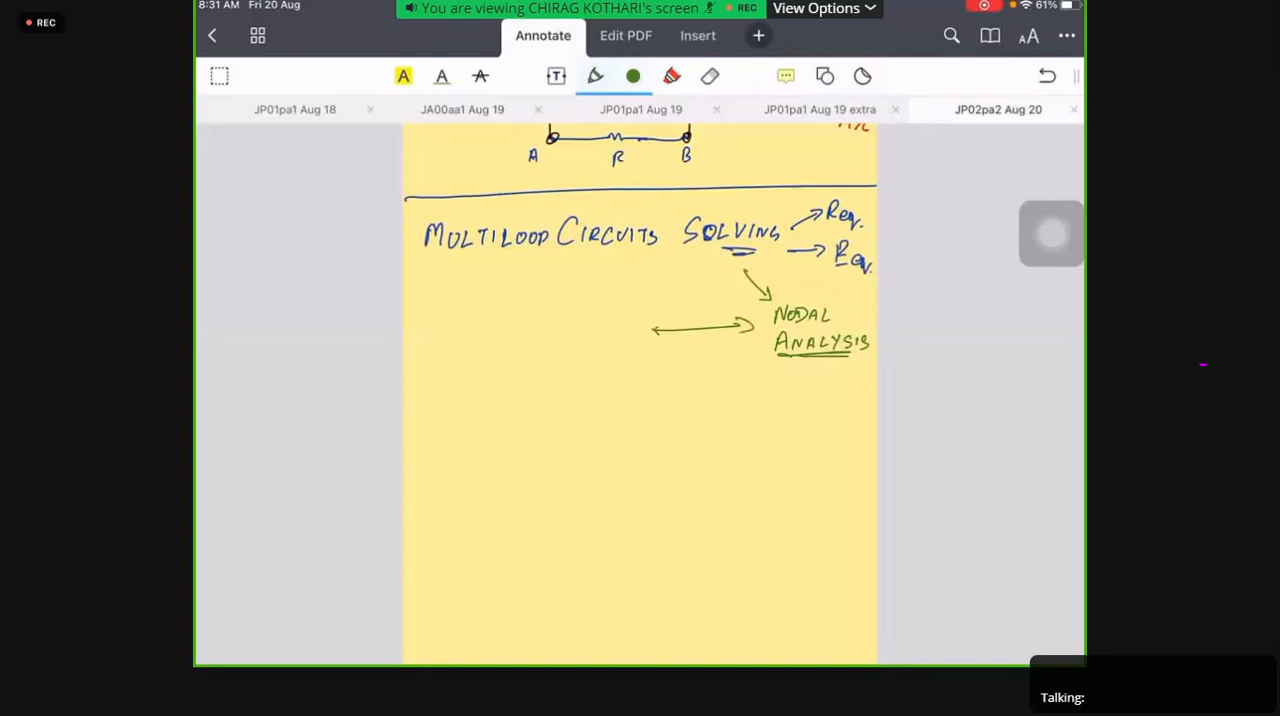 REC
8:31 AM Fri 20 Aug
You are viewing CHIRAG KOTHARI's screen REC View Options
61%
Annotate Edit PDF Insert +
AA
A A A T
JP01pa1 Aug 18 × JA00aa1 Aug 19 × JP01pa1 Aug 19 × JP01pa1 Aug 19 extra × JP02pa2 Aug 20 ×
A R B
MULTILOOP CIRCUITS SOLVING → Req.
→ Req.
NODAL
ANALYSIS
Talking: